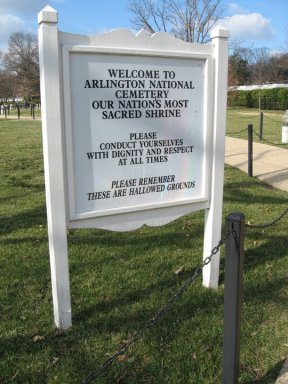 WELCOME TO
ARLINGTON NATIONAL
CEMETERY
OUR NATION'S MOST
SACRED SHRINE
PLEASE
CONDUCT YOURSELVES
WITH DIGNITY AND RESPECT
AT ALL TIMES
PLEASE REMEMBER
THESE ARE HALLOWED GROUNDS